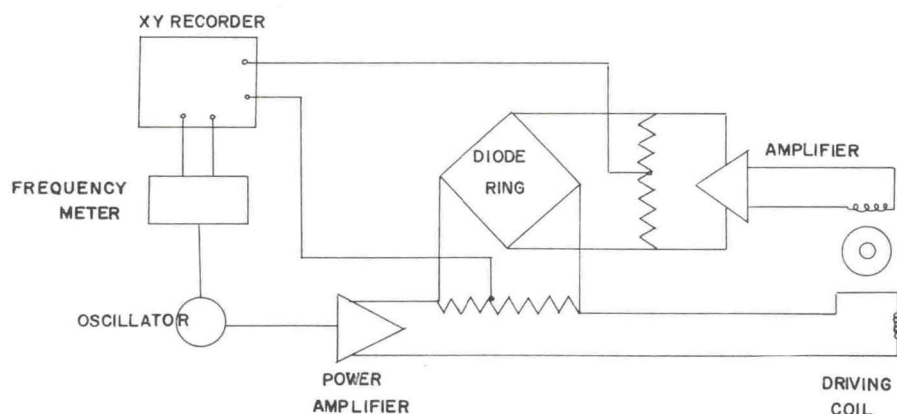 XY RECORDER
DIODE
RING
AMPLIFIER
FREQUENCY
METER
OSCILLATOR
POWER
AMPLIFIER
DRIVING
COIL